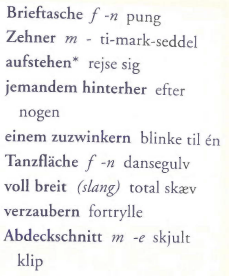 Brieftasche f -n pung
Zehner m - ti-mark-seddel
aufstehen* rejse sig
jemandem hinterher efter
nogen
einem zuzwinkern blinke til én
Tanzfläche f -n dansegulv
voll breit (slang) total skæv
verzaubern fortrylle
Abdeckschnitt m -e skjult
klip